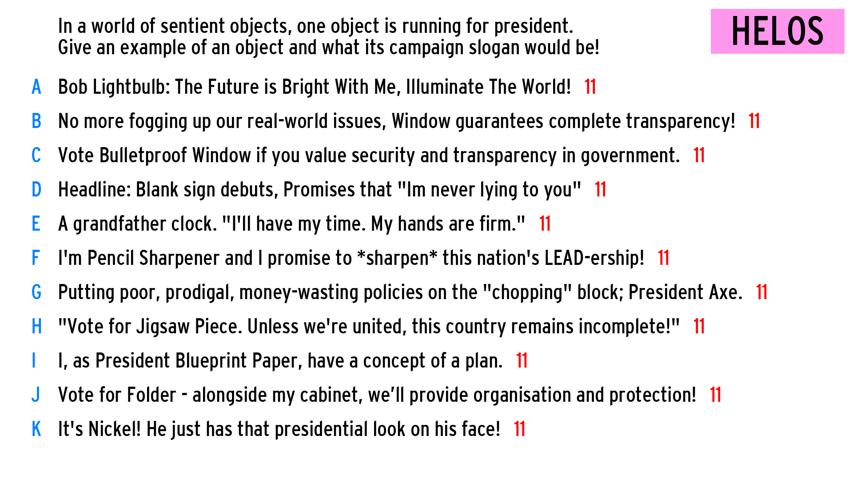 In a world of sentient objects, one object is running for president.
Give an example of an object and what its campaign slogan would be!
HELOS
A Bob Lightbulb: The Future is Bright With Me, Illuminate The World! 11
B No more fogging up our real-world issues, Window guarantees complete transparency! 11
C Vote Bulletproof Window if you value security and transparency in government. 11
D Headline: Blank sign debuts, Promises that "Im never lying to you" 11
E A grandfather clock. "I'll have my time. My hands are firm." 11
F I'm Pencil Sharpener and I promise to *sharpen* this nation's LEAD-ership! 11
G Putting poor, prodigal, money-wasting policies on the "chopping" block; President Axe. 11
H "Vote for Jigsaw Piece. Unless we're united, this country remains incomplete!" 11
I I, as President Blueprint Paper, have a concept of a plan. 11
J Vote for Folder - alongside my cabinet, we’ll provide organisation and protection! 11
K It's Nickel! He just has that presidential look on his face! 11